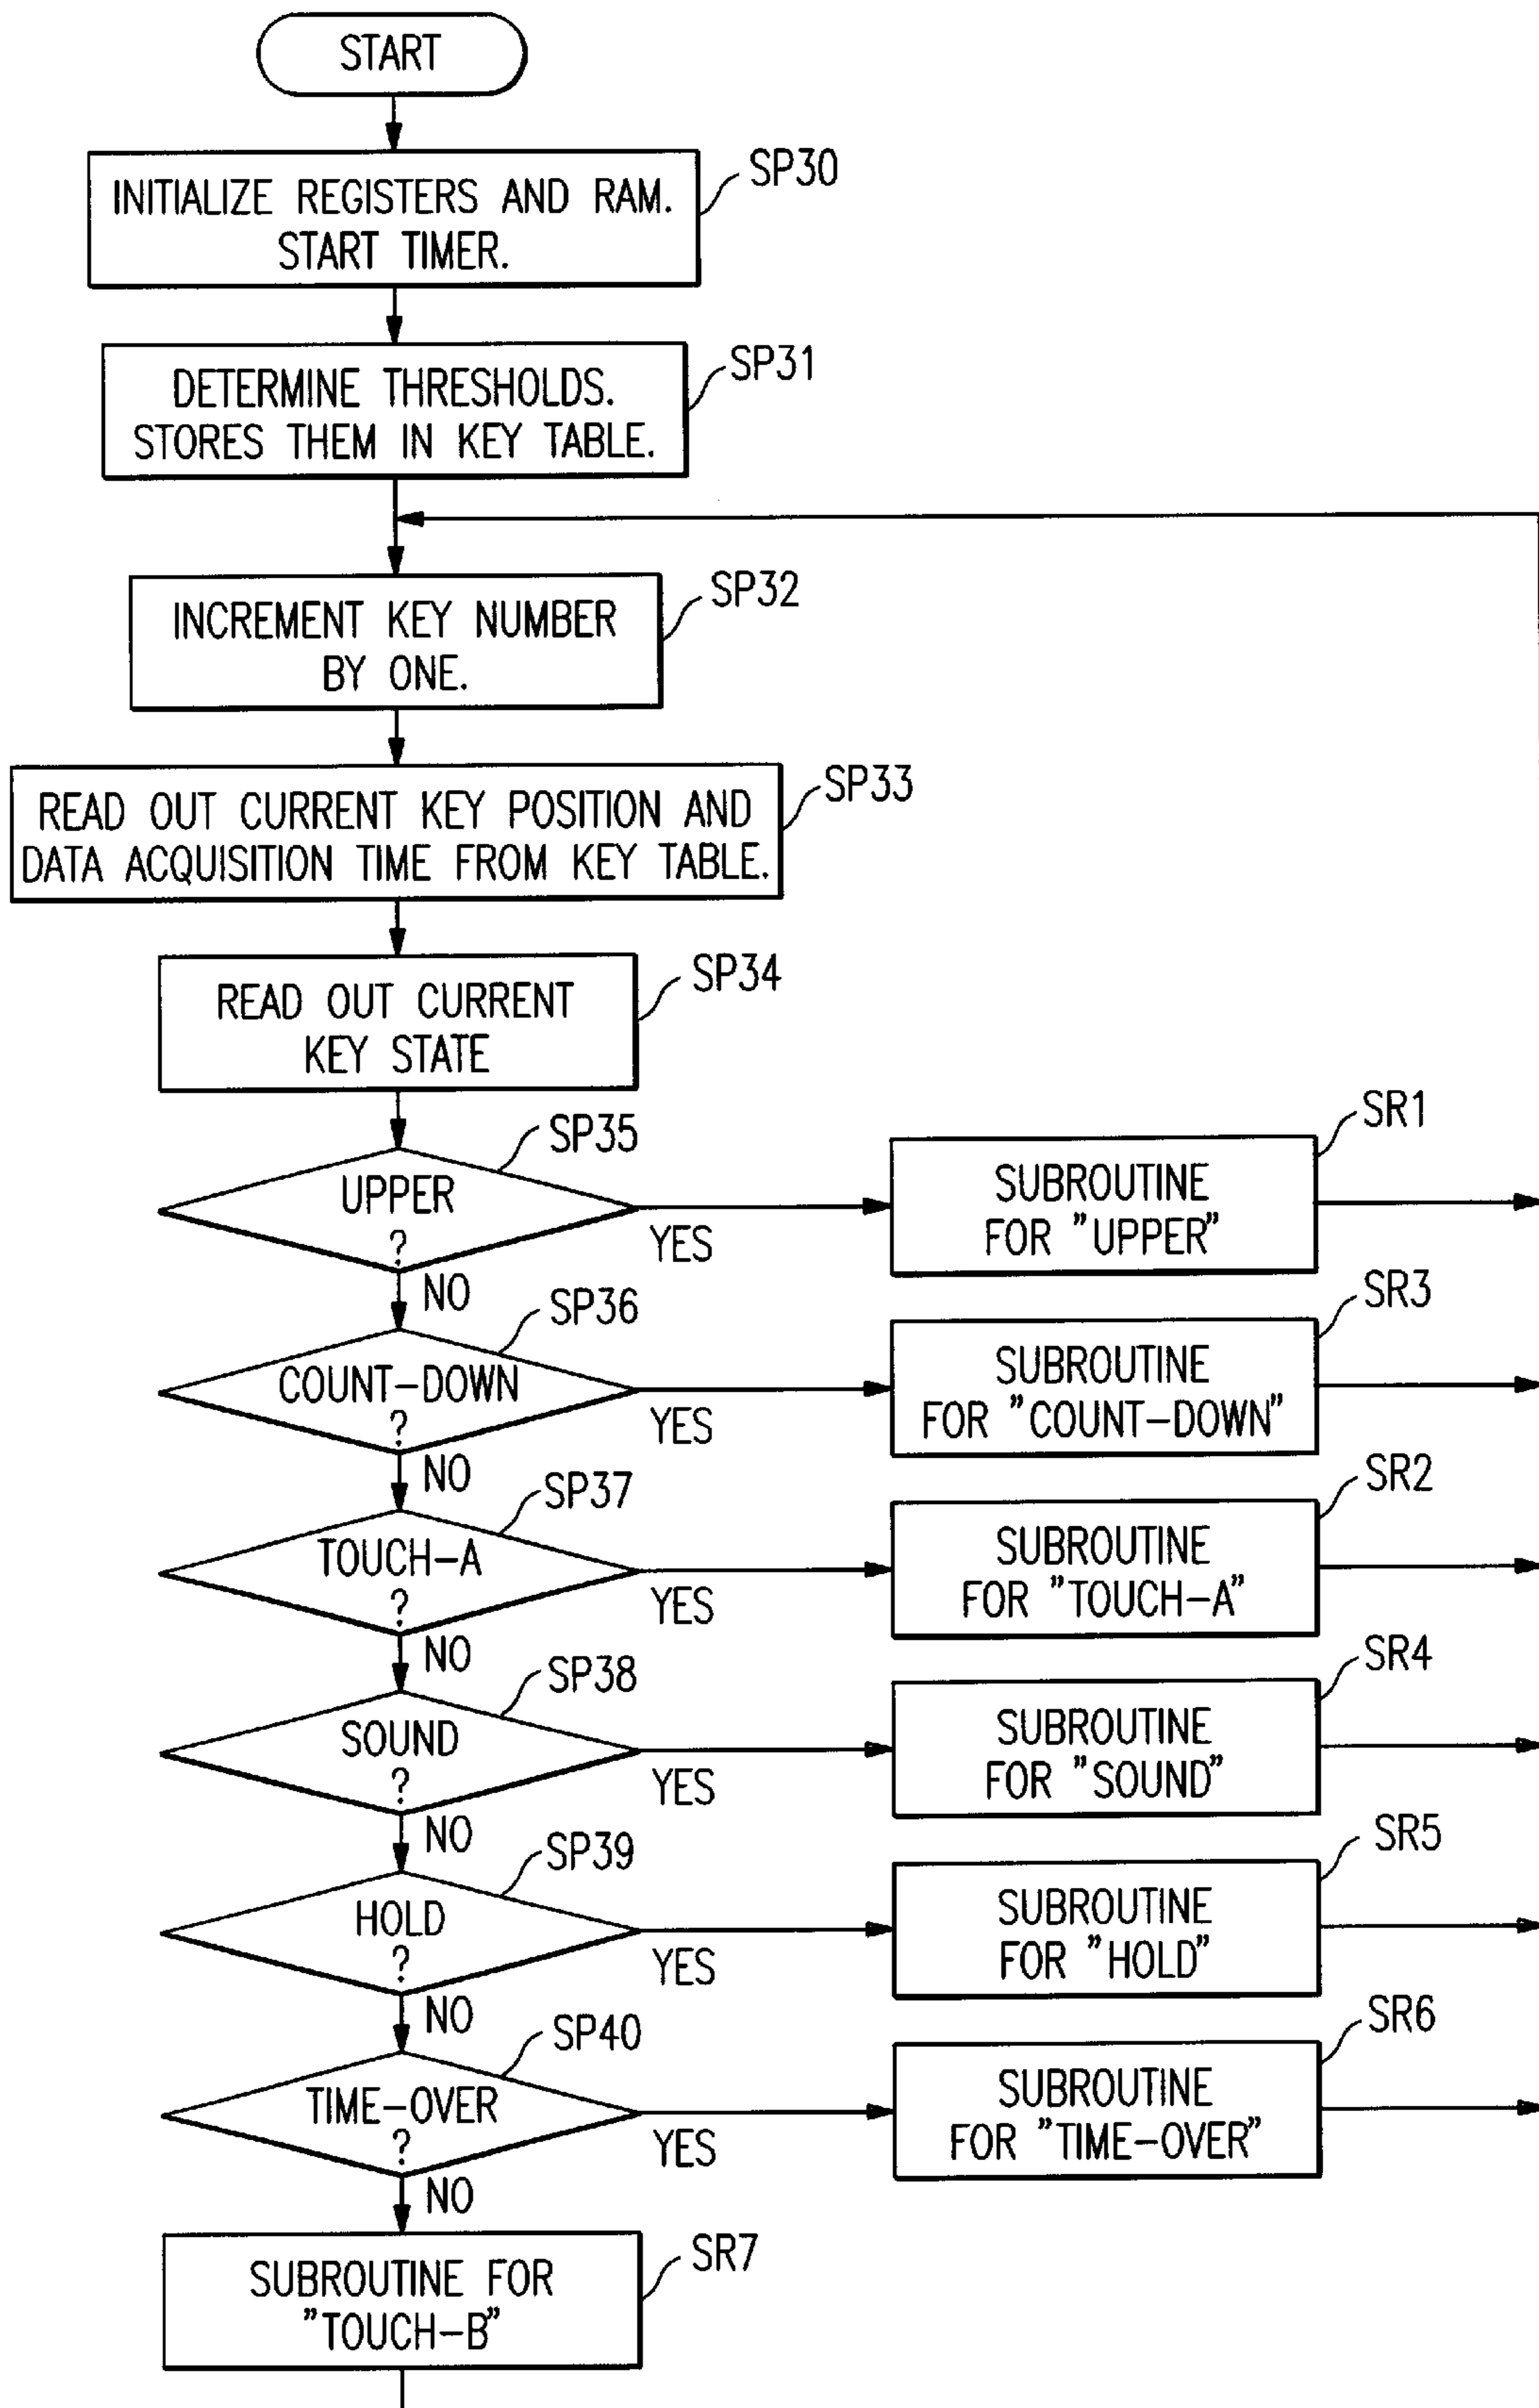 START
SP30
INITIALIZE REGISTERS AND RAM.
START TIMER.
SP31
DETERMINE THRESHOLDS.
STORES THEM IN KEY TABLE.
SP32
INCREMENT KEY NUMBER
BY ONE.
SP33
READ OUT CURRENT KEY POSITION AND
DATA ACQUISITION TIME FROM KEY TABLE.
SP34
READ OUT CURRENT
KEY STATE
SP35
UPPER
?
YES
NO
SR1
SUBROUTINE
FOR "UPPER"
SP36
COUNT-DOWN
?
YES
NO
SR3
SUBROUTINE
FOR "COUNT-DOWN"
SP37
TOUCH-A
?
YES
NO
SR2
SUBROUTINE
FOR "TOUCH-A"
SP38
SOUND
?
YES
NO
SR4
SUBROUTINE
FOR "SOUND"
SP39
HOLD
?
YES
NO
SR5
SUBROUTINE
FOR "HOLD"
SP40
TIME-OVER
?
YES
NO
SR6
SUBROUTINE
FOR "TIME-OVER"
SR7
SUBROUTINE FOR
"TOUCH-B"